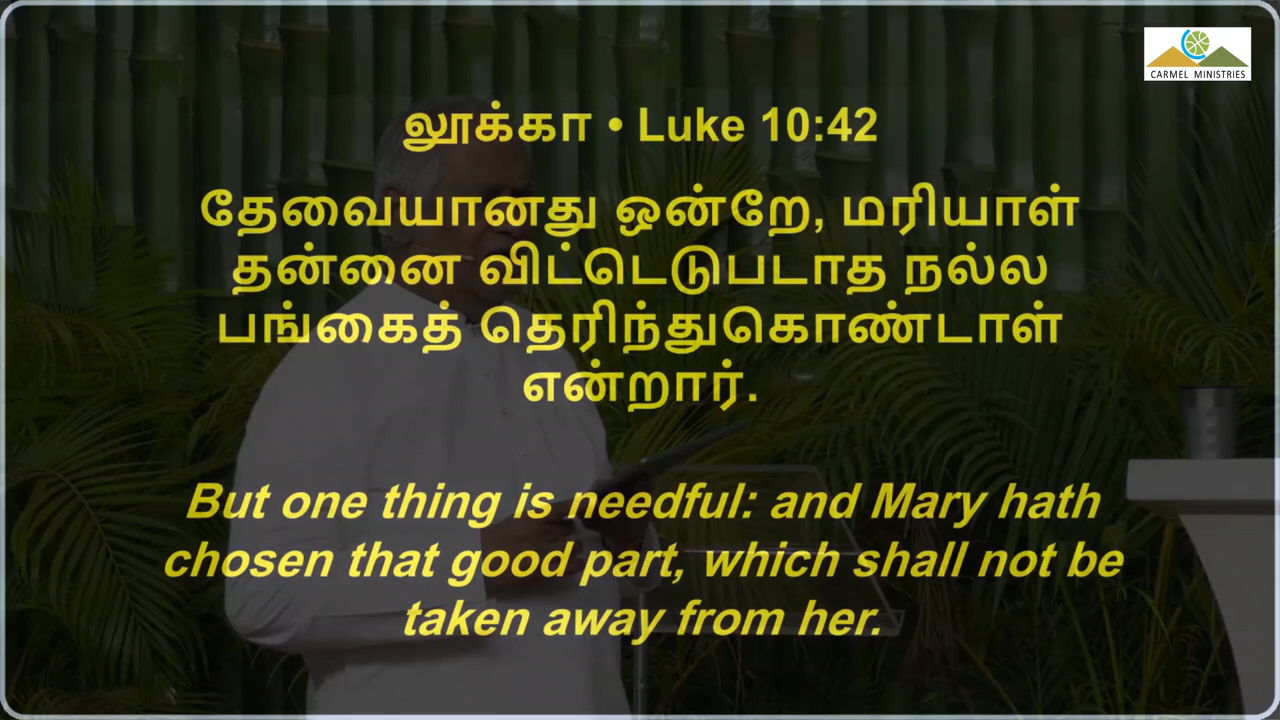 CARMEL MINISTRIES
லூக்கா • Luke 10:42
தேவையானது ஒன்றே, மரியாள்
தன்னை விட்டெடுபடாத நல்ல
பங்கைத் தெரிந்துகொண்டாள்
என்றார்.
But one thing is needful: and Mary hath
chosen that good part, which shall not be
taken away from her.